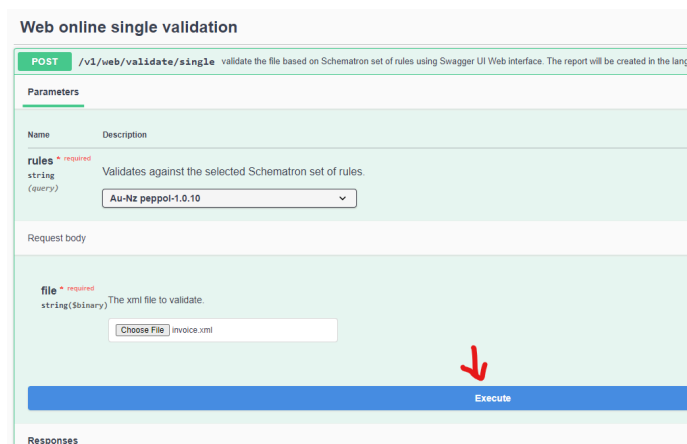 Web online single validation
POST /v1/web/validate/single validate the file based on Schematron set of rules using Swagger UI Web interface. The report will be created in the lang
Parameters
Name Description
rules * required
string
(query)
Validates against the selected Schematron set of rules.
Au-Nz peppol-1.0.10
Request body
file * required
string($binary)
The xml file to validate.
Choose File invoice.xml
Execute
Responses